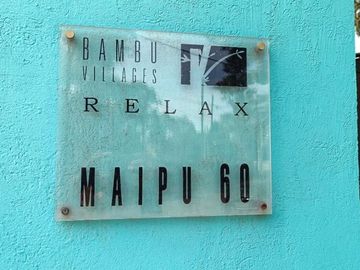 BAMBU
VILLAGES
RELAX
MAIPU 60